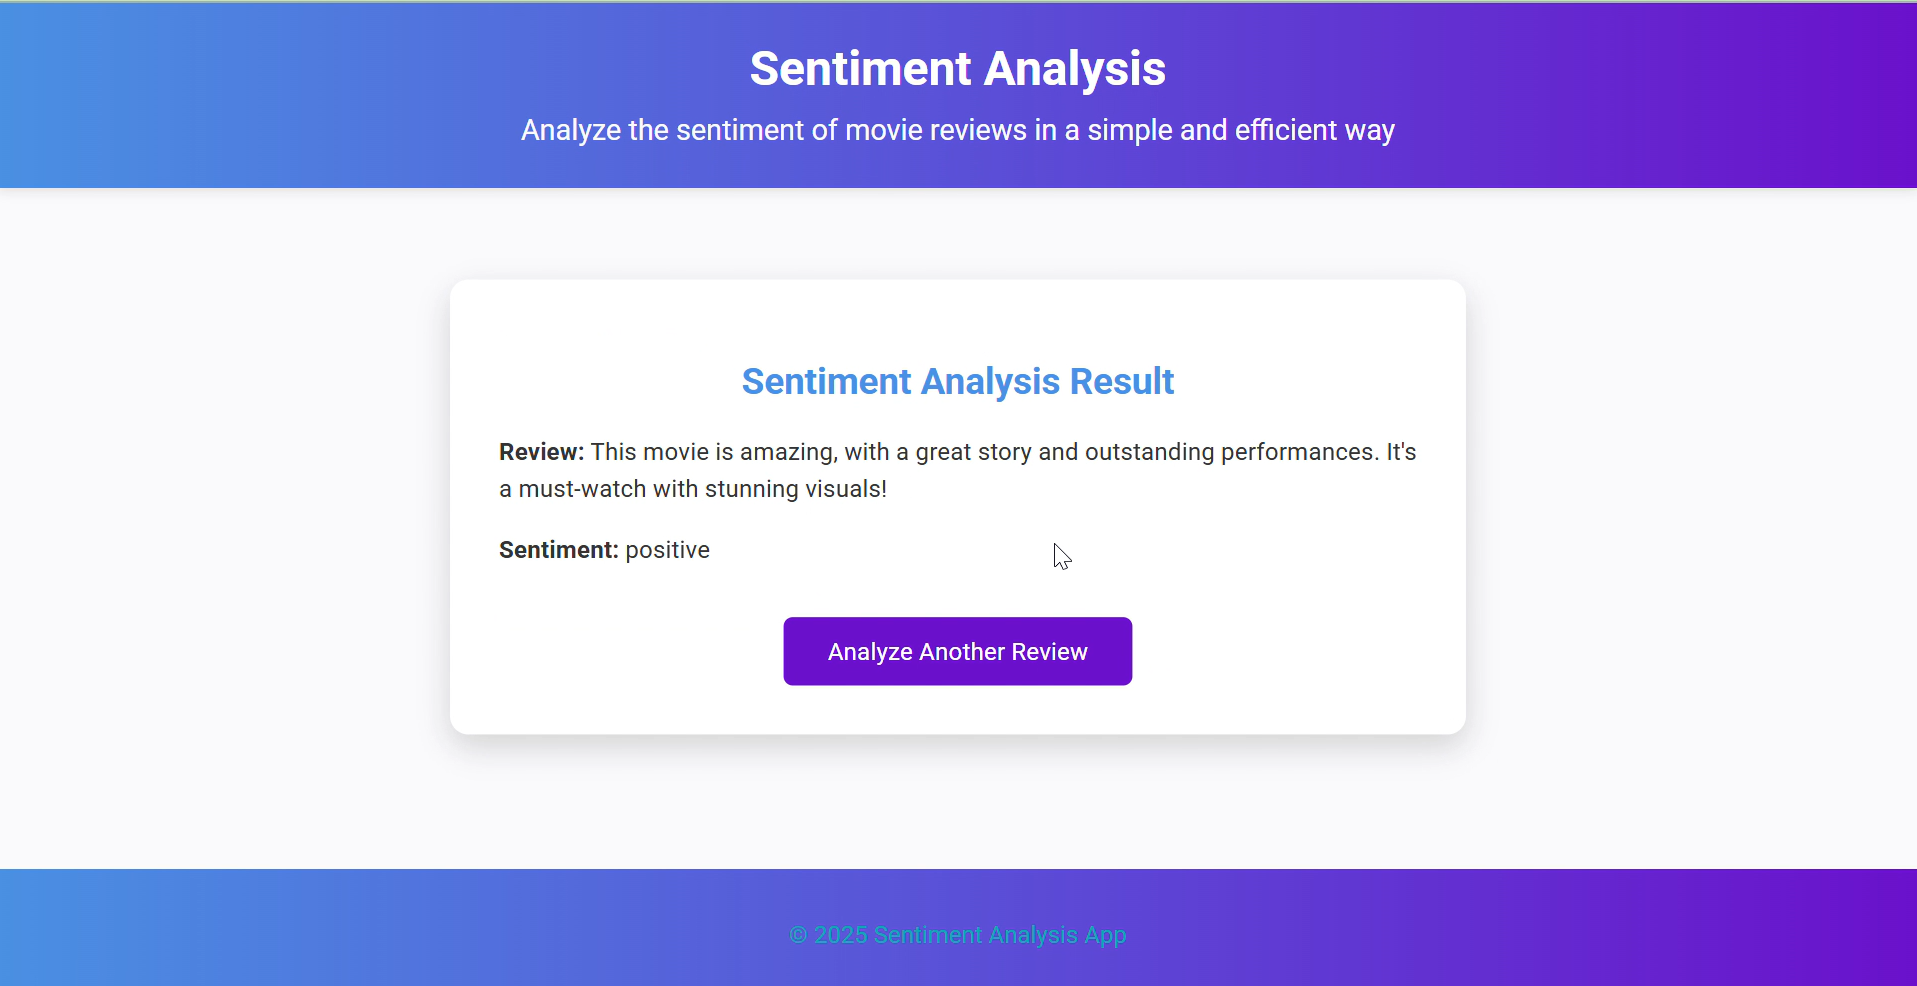 Sentiment Analysis
Analyze the sentiment of movie reviews in a simple and efficient way
Sentiment Analysis Result
Review: This movie is amazing, with a great story and outstanding performances. It's
a must-watch with stunning visuals!
Sentiment: positive
Analyze Another Review
© 2025 Sentiment Analysis App